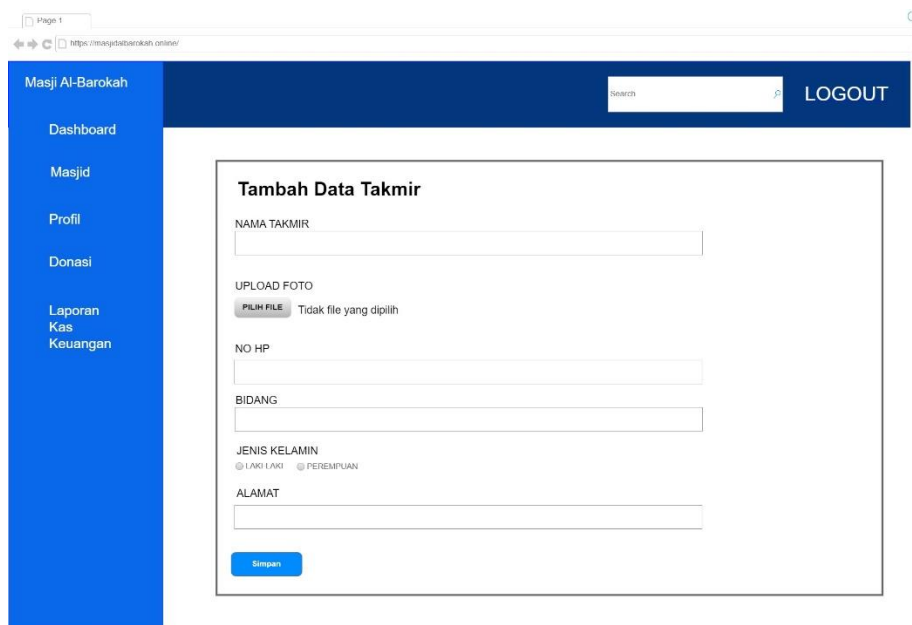 Page 1
https://masjidalbarokah.online/
Masji Al-Barokah
Search
LOGOUT
Dashboard
Masjid
Profil
Donasi
Laporan
Kas
Keuangan
Tambah Data Takmir
NAMA TAKMIR
UPLOAD FOTO
PILIH FILE Tidak file yang dipilih
NO HP
BIDANG
JENIS KELAMIN
LAKI LAKI PEREMPUAN
ALAMAT
Simpan